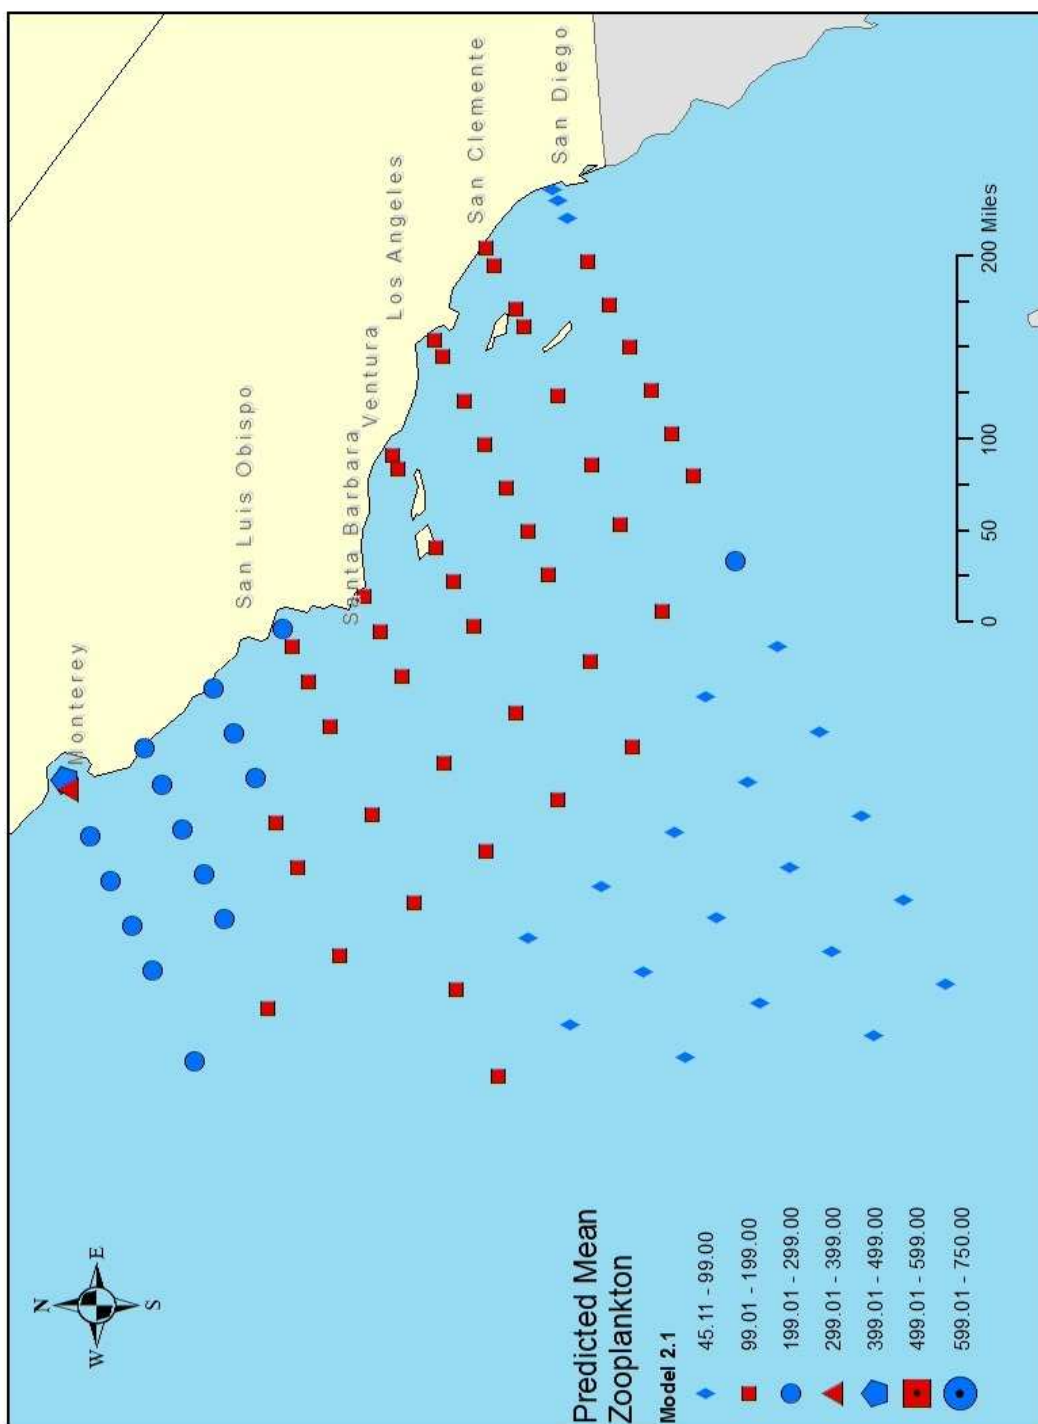 Monterey
San Luis Obispo
Santa Barbara
Ventura
Los Angeles
San Clemente
San Diego
N
W
E
S
Predicted Mean
Zooplankton
Model 2.1
45.11 - 99.00
99.01 - 199.00
199.01 - 299.00
299.01 - 399.00
399.01 - 499.00
499.01 - 599.00
599.01 - 750.00
0 50 100 200 Miles